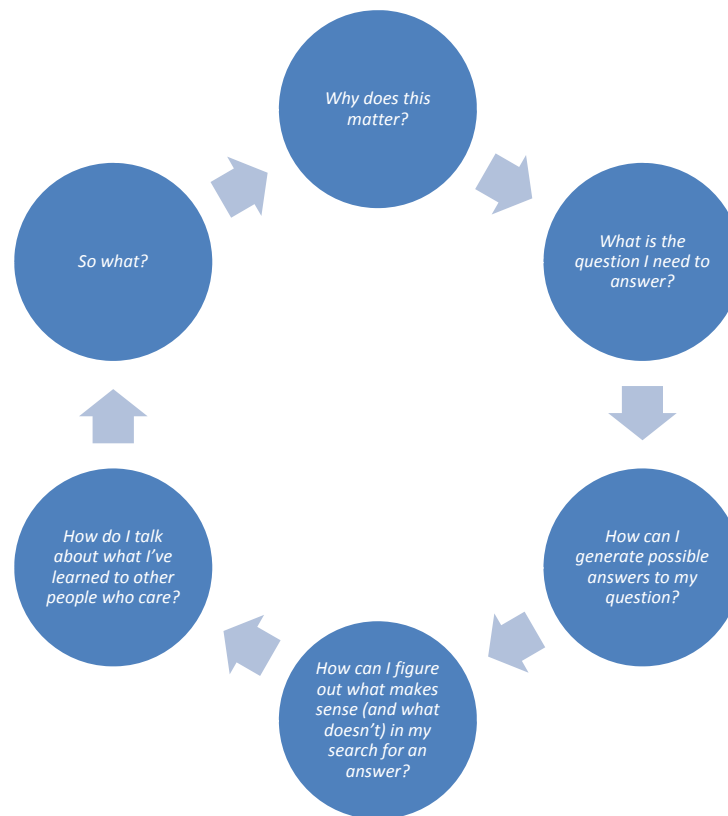 Why does this
matter?
What is the
question I need to
answer?
How can I
generate possible
answers to my
question?
How can I figure
out what makes
sense (and what
doesn't) in my
search for an
answer?
How do I talk
about what I've
learned to other
people who care?
So what?